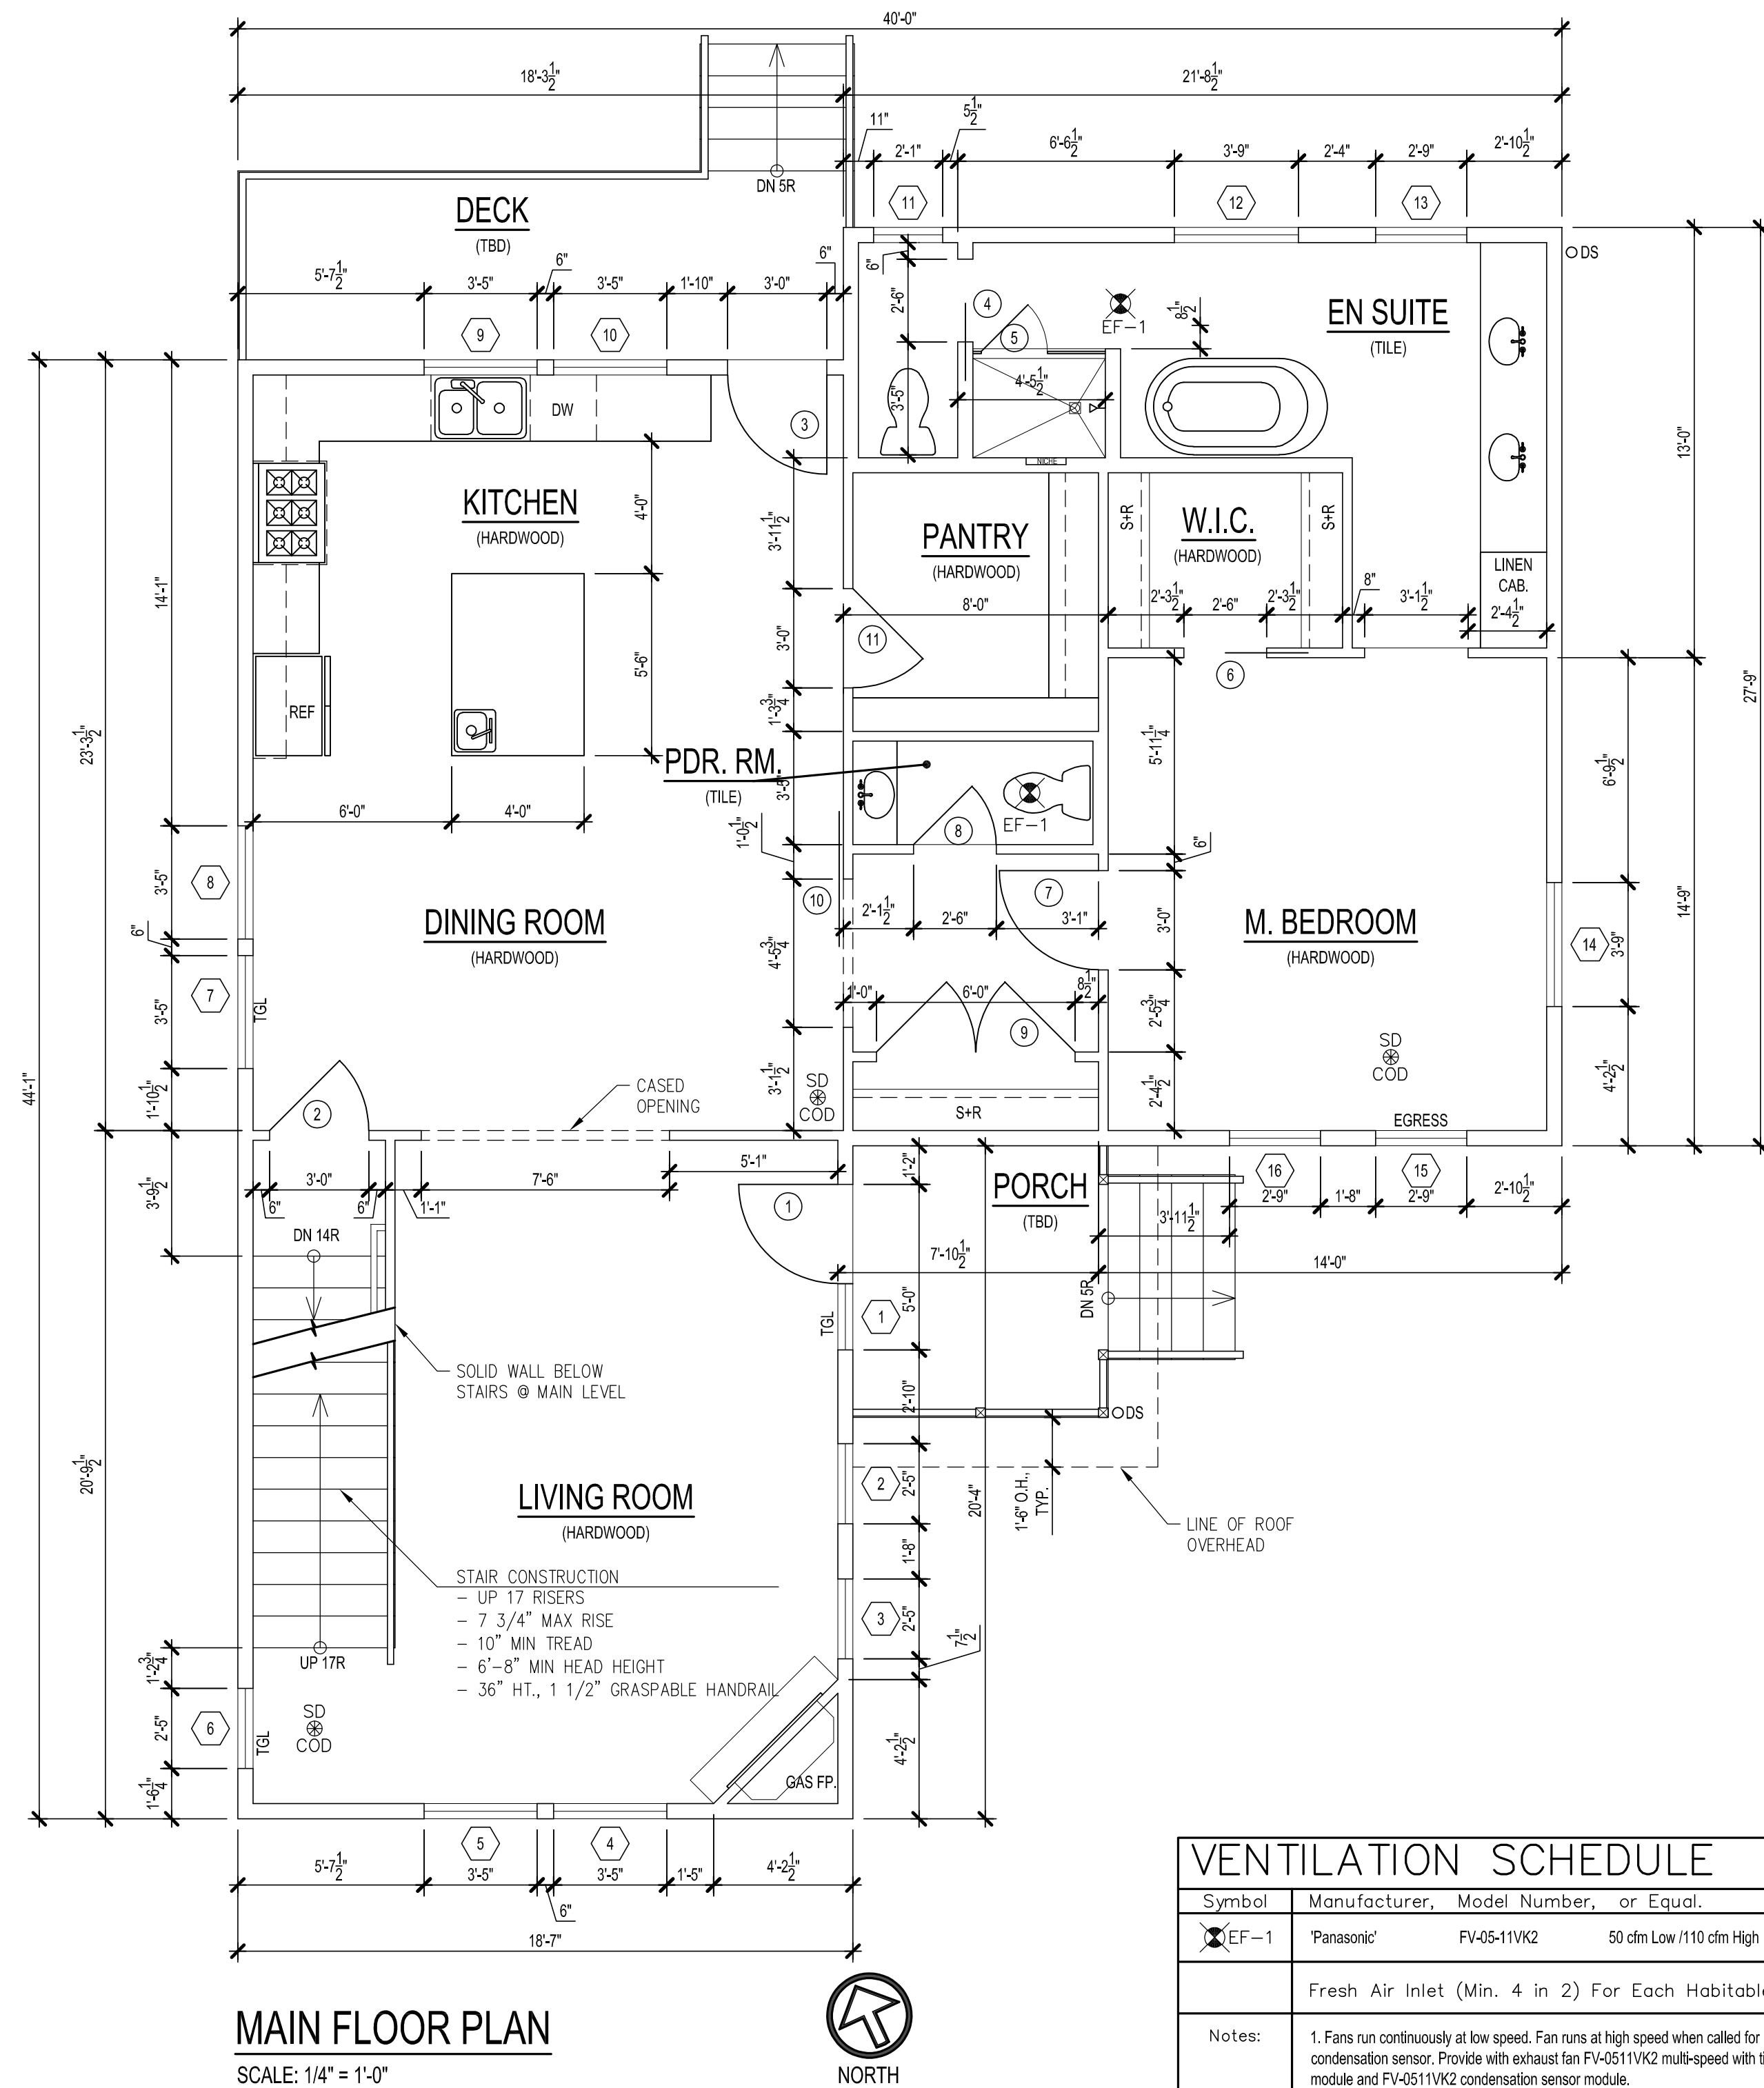 40'-0"
18'-3 1/2"
21'-8 1/2"
11"
2'-1"
5 1/2"
6'-6 1/2"
3'-9"
2'-4"
2'-9"
2'-10 1/2"
DN 5R
11
12
13
DS
DECK
(TBD)
5'-7 1/2"
3'-5"
6"
3'-5"
1'-10"
3'-0"
6"
9
10
6"
2'-6"
3'-5"
4
5
EF-1
8 1/2"
4'-5 1/2"
EN SUITE
(TILE)
DW
3
NICHE
KITCHEN
(HARDWOOD)
4'-0"
5'-6"
3'-11 1/2"
3'-0"
1'-3 3/4"
PANTRY
(HARDWOOD)
8'-0"
11
S+R
W.I.C.
(HARDWOOD)
S+R
2'-3 1/2"
2'-6"
2'-3 1/2"
8"
3'-1 1/2"
LINEN
CAB.
2'-4 1/2"
6
13'-0"
27'-9"
14'-9"
14'-1"
23'-3 1/2"
44'-1"
REF
6'-0"
4'-0"
PDR. RM.
(TILE)
3'-5"
1'-0 1/2"
EF-1
8
5'-11 1/4"
6"
6'-9 1/2"
8
3'-5"
6"
7
3'-5"
TGL
1'-10 1/2"
DINING ROOM
(HARDWOOD)
10
4'-5 3/4"
2'-1 1/2"
2'-6"
3'-1"
7
3'-0"
M. BEDROOM
(HARDWOOD)
14
3'-9"
1'-0"
6'-0"
8 1/2"
9
2'-5 3/4"
2'-4 1/2"
SD
COD
4'-2 1/2"
2
CASED
OPENING
3'-1 1/2"
SD
COD
S+R
EGRESS
3'-9 1/2"
6"
3'-0"
6"
1'-1"
7'-6"
5'-1"
1
1'-2"
PORCH
(TBD)
16
15
2'-9"
1'-8"
2'-9"
2'-10 1/2"
3'-11 1/2"
7'-10 1/2"
14'-0"
DN 14R
TGL
1
5'-0"
DN 5R
SOLID WALL BELOW
STAIRS @ MAIN LEVEL
2'-10"
DS
20'-9 1/2"
LIVING ROOM
(HARDWOOD)
2
2'-5"
20'-4"
1'-6" O.H.,
TYP.
LINE OF ROOF
OVERHEAD
1'-8"
3
2'-5"
7 1/2"
STAIR CONSTRUCTION
- UP 17 RISERS
- 7 3/4" MAX RISE
- 10" MIN TREAD
- 6'-8" MIN HEAD HEIGHT
- 36" HT., 1 1/2" GRASPABLE HANDRAIL
UP 17R
1'-2 3/4"
6
2'-5"
TGL
1'-6 1/4"
SD
COD
GAS FP.
4'-2 1/2"
5
4
5'-7 1/2"
3'-5"
6"
3'-5"
1'-5"
4'-2 1/2"
18'-7"
MAIN FLOOR PLAN
SCALE: 1/4" = 1'-0"
NORTH
VENTILATION SCHEDULE
Symbol Manufacturer, Model Number, or Equal.
EF-1 'Panasonic' FV-05-11VK2 50 cfm Low /110 cfm High
Fresh Air Inlet (Min. 4 in 2) For Each Habitable
Notes: 1. Fans run continuously at low speed. Fan runs at high speed when called for
condensation sensor. Provide with exhaust fan FV-0511VK2 multi-speed with
module and FV-0511VK2 condensation sensor module.